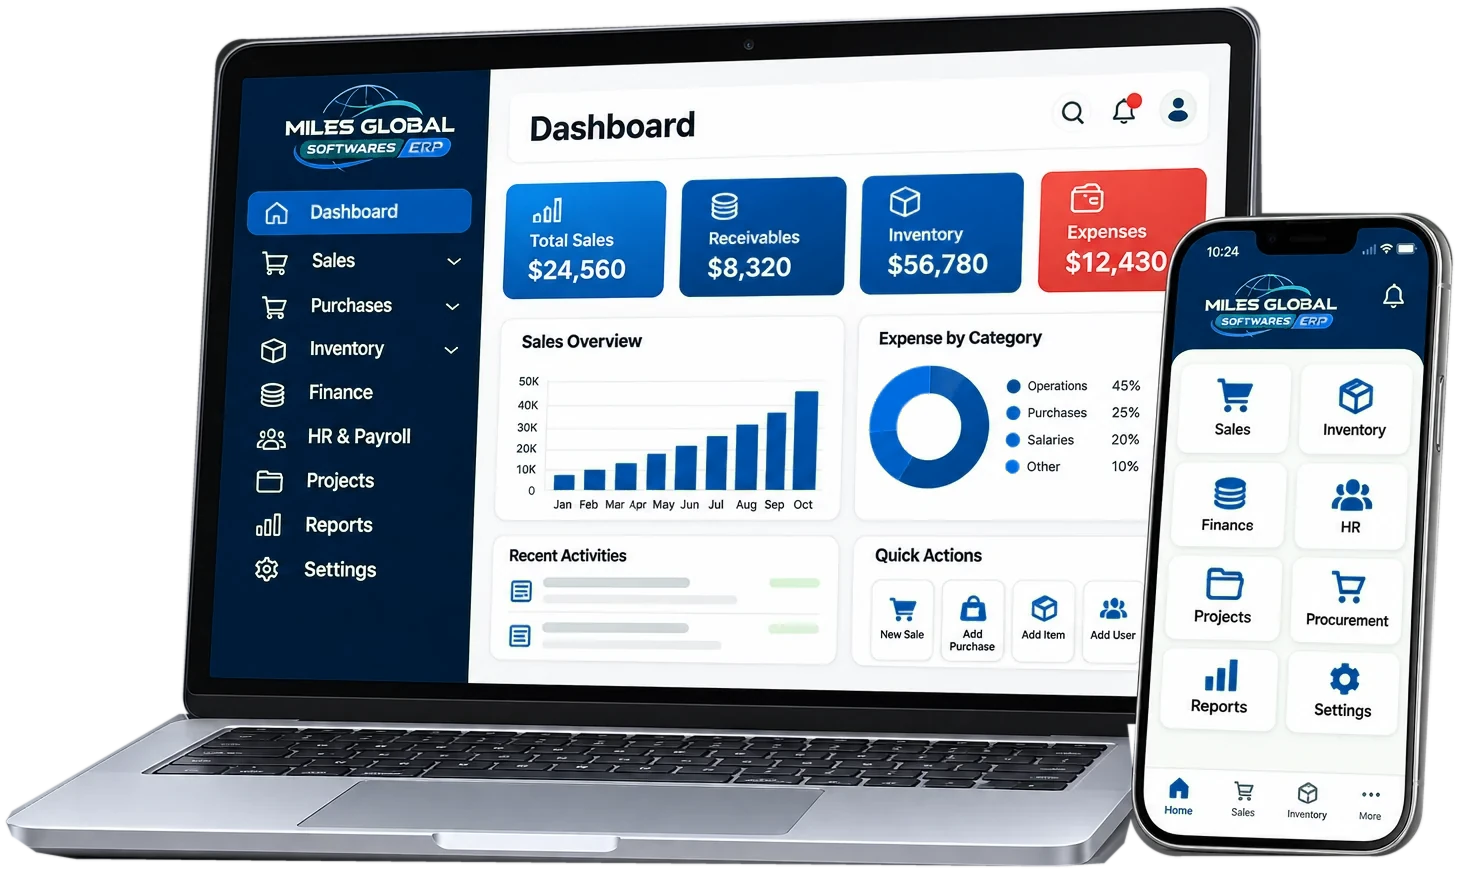 MILES GLOBAL
SOFTWARES ERP
Dashboard
Sales
Purchases
Inventory
Finance
HR & Payroll
Projects
Reports
Settings
Dashboard
Total Sales
$24,560
Receivables
$8,320
Inventory
$56,780
Expenses
$12,430
Sales Overview
50K
40K
30K
20K
10K
0
Jan Feb Mar Apr May Jun Jul Aug Sep Oct
Expense by Category
Operations 45%
Purchases 25%
Salaries 20%
Other 10%
Recent Activities
Quick Actions
New Sale
Add
Purchase
Add Item
Add User
10:24
MILES GLOBAL
SOFTWARES ERP
Sales
Inventory
Finance
HR
Projects
Procurement
Reports
Settings
Home
Sales
Inventory
More